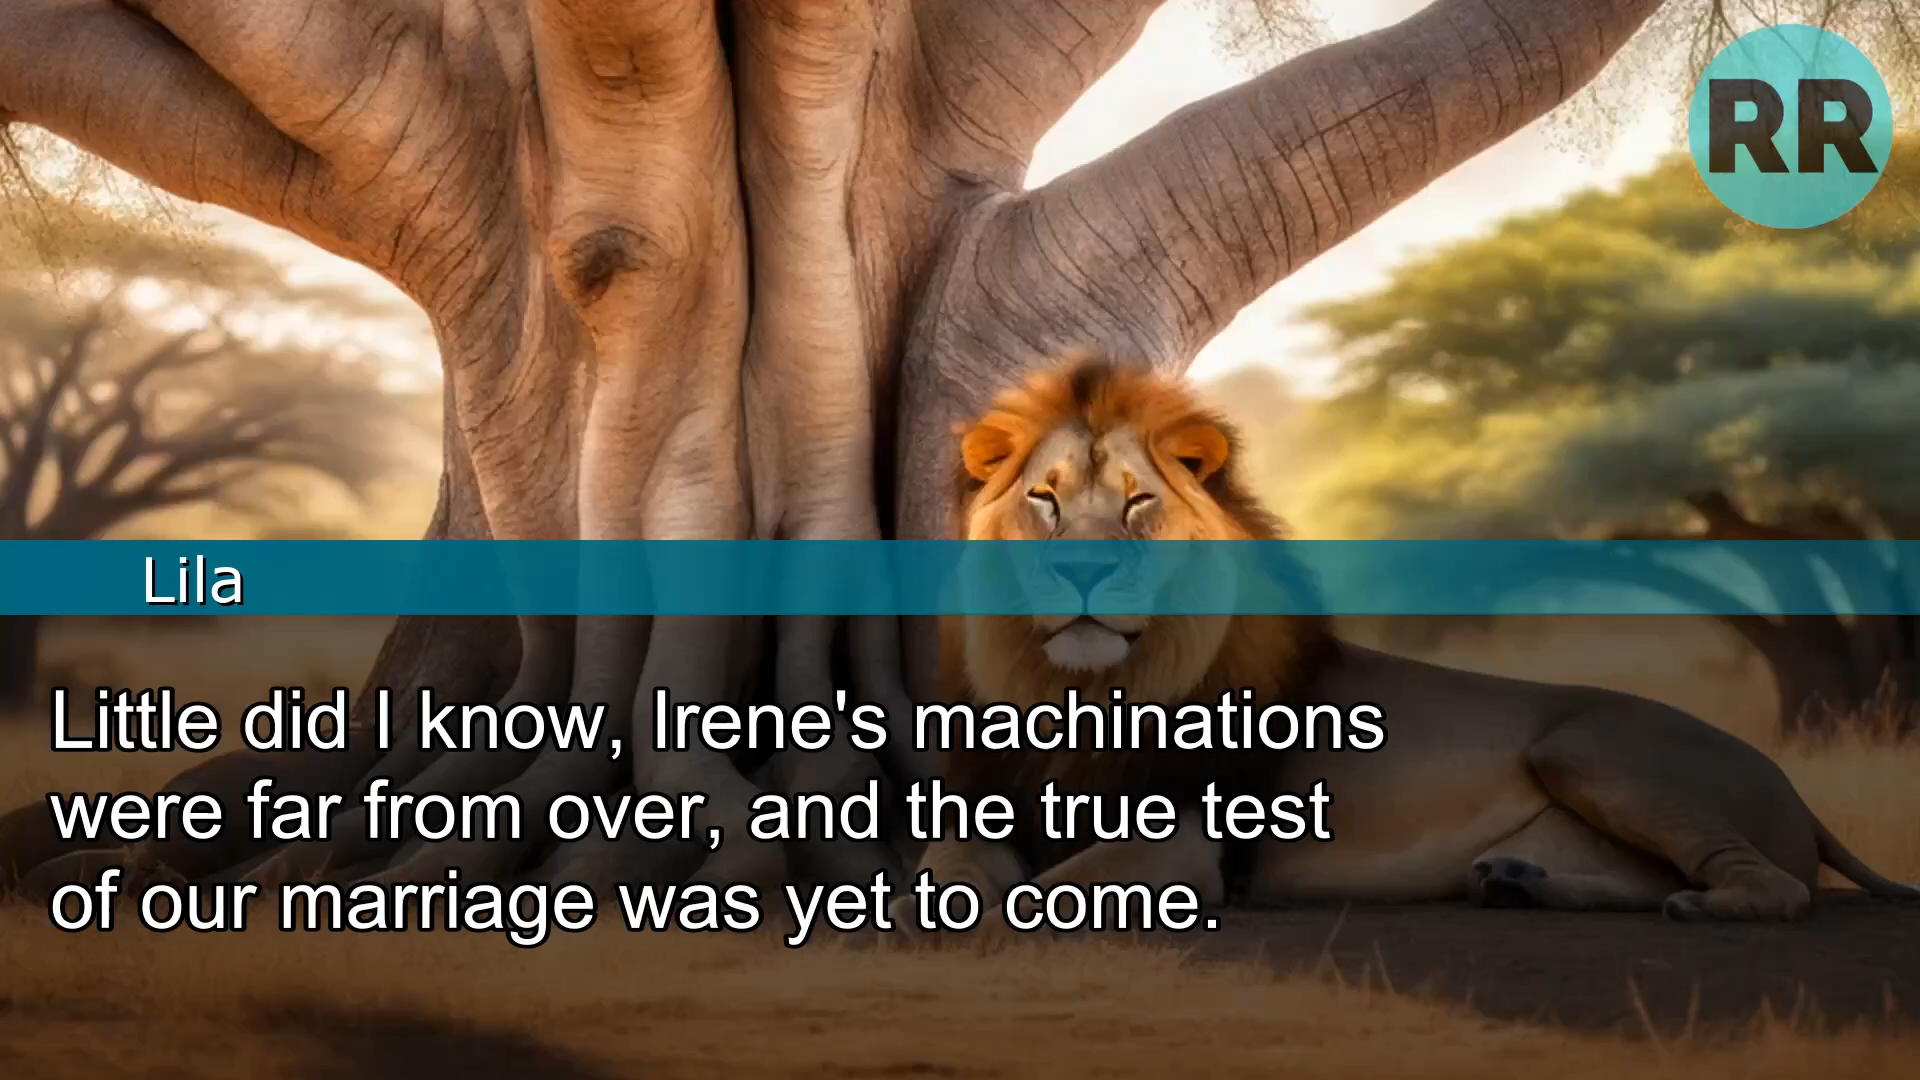 RR
Lila
Little did I know, Irene's machinations
were far from over, and the true test
of our marriage was yet to come.